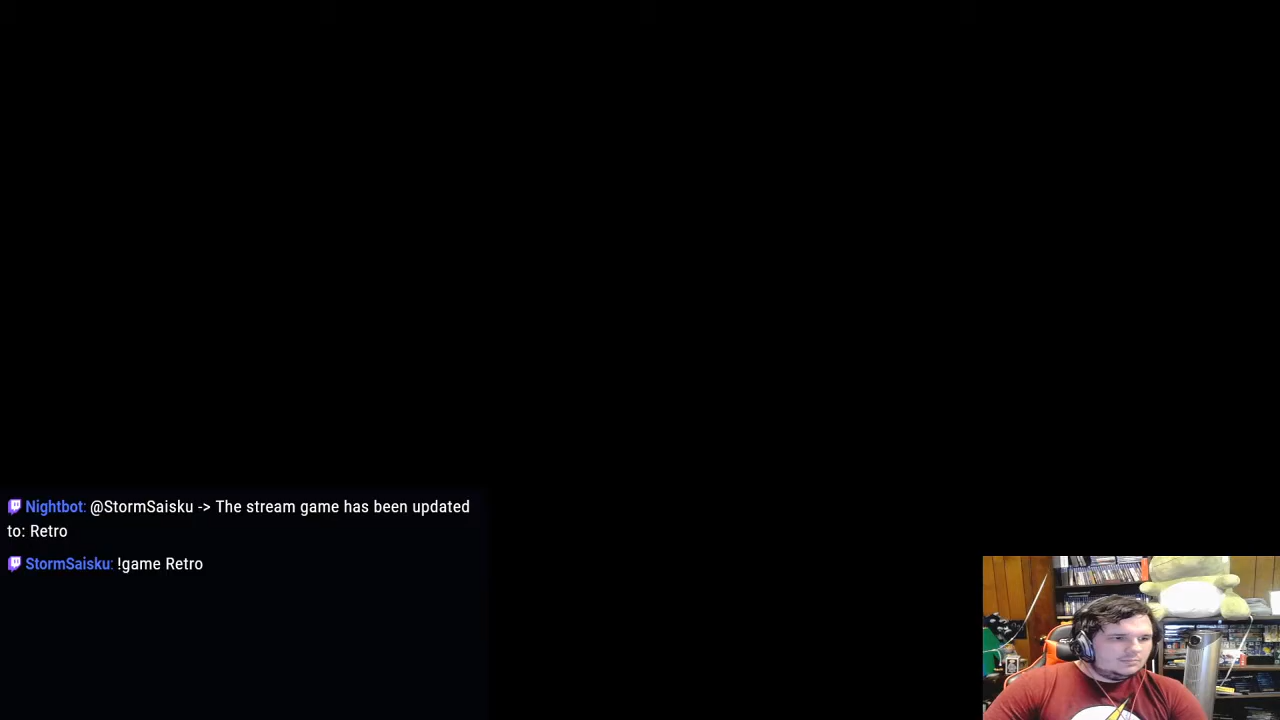 Nightbot: @StormSaisku -> The stream game has been updated
to: Retro
StormSaisku: !game Retro